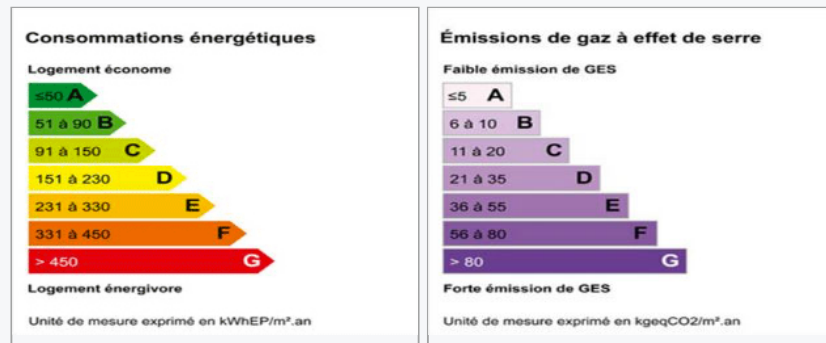 Consommations énergétiques
Logement économe
≤50 A
51 à 90 B
91 à 150 C
151 à 230 D
231 à 330 E
331 à 450 F
> 450 G
Logement énergivore
Unité de mesure exprimé en kWhEP/m².an
Émissions de gaz à effet de serre
Faible émission de GES
≤5 A
6 à 10 B
11 à 20 C
21 à 35 D
36 à 55 E
56 à 80 F
> 80 G
Forte émission de GES
Unité de mesure exprimé en kgeqCO2/m².an